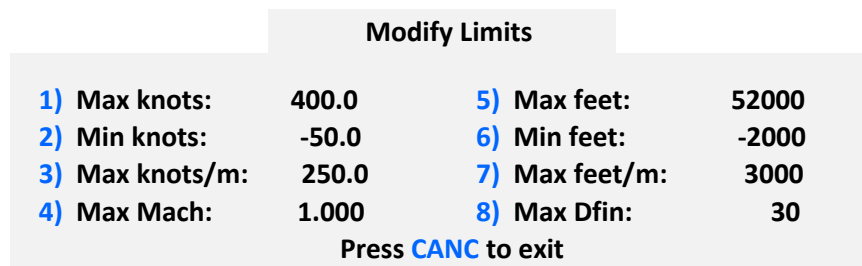 Modify Limits
1) Max knots: 400.0 5) Max feet: 52000
2) Min knots: -50.0 6) Min feet: -2000
3) Max knots/m: 250.0 7) Max feet/m: 3000
4) Max Mach: 1.000 8) Max Dfin: 30
Press CANC to exit